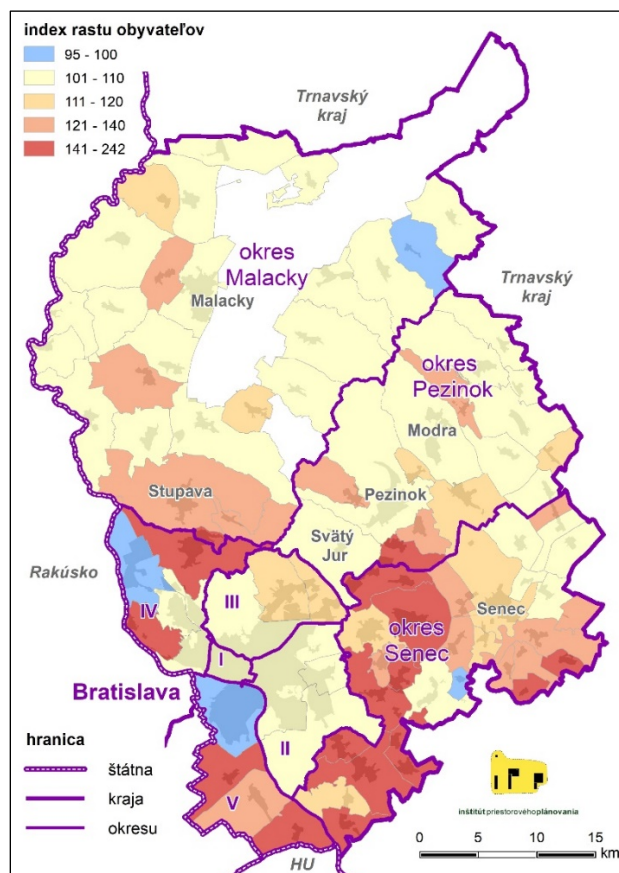 index rastu obyvateľov
95 - 100
101 - 110
111 - 120
121 - 140
141 - 242
Trnavský
kraj
okres
Malacky
Malacky
Trnavský
kraj
okres
Pezinok
Modra
Stupava
Pezinok
Svätý
Jur
Rakúsko
III
IV
Senec
okres
Senec
I
Bratislava
hranica
II
štátna
V
kraja
inštitút priestorového plánovania
okresu
0 5 10 15
km
HU